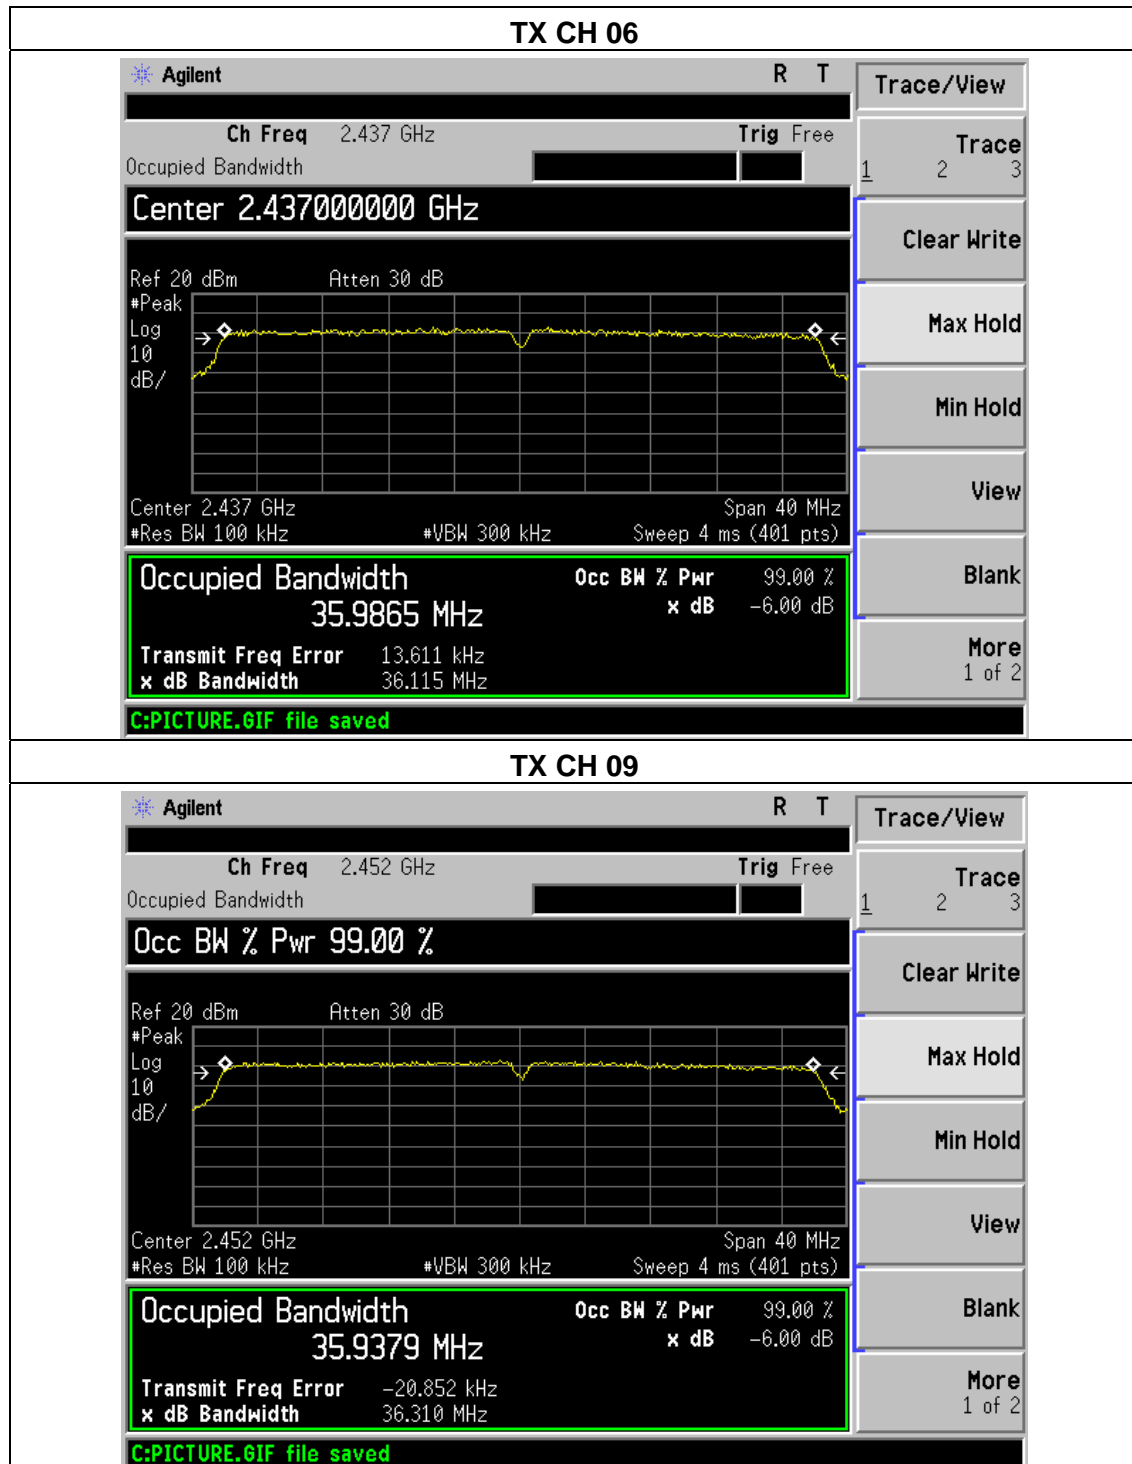 TX CH 06
Agilent R T
Trace/View
Ch Freq 2.437 GHz Trig Free
Occupied Bandwidth
Trace
1 2 3
Center 2.437000000 GHz
Clear Write
Ref 20 dBm Atten 30 dB
#Peak
Log
10
dB/
Max Hold
Min Hold
View
Center 2.437 GHz Span 40 MHz
#Res BW 100 kHz #VBW 300 kHz Sweep 4 ms (401 pts)
Occupied Bandwidth Occ BW % Pwr 99.00 %
35.9865 MHz x dB -6.00 dB
Blank
Transmit Freq Error 13.611 kHz
x dB Bandwidth 36.115 MHz
More
1 of 2
C:PICTURE.GIF file saved
TX CH 09
Agilent R T
Trace/View
Ch Freq 2.452 GHz Trig Free
Occupied Bandwidth
Trace
1 2 3
Occ BW % Pwr 99.00 %
Clear Write
Ref 20 dBm Atten 30 dB
#Peak
Log
10
dB/
Max Hold
Min Hold
View
Center 2.452 GHz Span 40 MHz
#Res BW 100 kHz #VBW 300 kHz Sweep 4 ms (401 pts)
Occupied Bandwidth Occ BW % Pwr 99.00 %
35.9379 MHz x dB -6.00 dB
Blank
Transmit Freq Error -20.852 kHz
x dB Bandwidth 36.310 MHz
More
1 of 2
C:PICTURE.GIF file saved